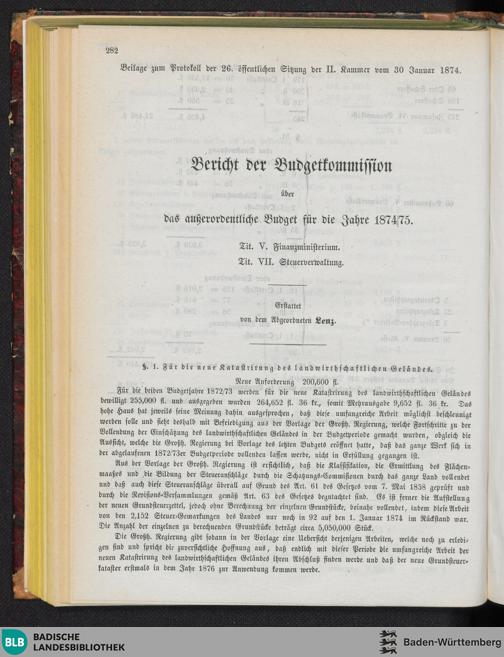 282
Beilage zum Protokoll der 26. öffentlichen Sitzung der II. Kammer vom 30 Januar 1874.
Bericht der Budgetkommission
über
das außerordentliche Budget für die Jahre 1874/75.
Tit. V. Finanzministerium.
Tit. VII. Steuerverwaltung.
Erstattet
von dem Abgeordneten Lenz.
§. 1. Für die neue Katastrirung des landwirthschaftlichen Geländes.
Neue Anforderung 200,600 fl.
Für die beiden Budgetjahre 1872/73 werden für die neue Katastrirung des landwirthschaftlichen Geländes
bewilligt 255,000 fl. und ausgegeben wurden 264,652 fl. 36 kr., somit Mehrausgabe 9,652 fl. 36 kr. Das
hohe Haus hat jeweils seine Meinung dahin ausgesprochen, daß diese umfangreiche Arbeit möglichst beschleunigt
werden solle und sieht deshalb mit Befriedigung aus der Vorlage der Großh. Regierung, welche Fortschritte zu der
Vollendung der Einschätzung des landwirthschaftlichen Geländes in der Budgetperiode gemacht wurden, obgleich die
Aussicht, welche die Großh. Regierung bei Vorlage des letzten Budgets eröffnet hatte, daß das ganze Werk sich in
der abgelaufenen 1872/73er Budgetperiode vollenden lassen werde, nicht in Erfüllung gegangen ist.
Aus der Vorlage der Großh. Regierung ist ersichtlich, daß die Klassifikation, die Ermittlung des Flächen-
maaßes und die Bildung der Steueranschläge durch die Schatzungs-Commissionen durch das ganze Land vollendet
und daß auch diese Steueranschläge überall auf Grund des Art. 61 des Gesetzes vom 7. Mai 1858 geprüft und
durch die Revisions-Versammlungen gemäß Art. 63 des Gesetzes begutachtet sind. Es ist ferner die Aufstellung
der neuen Grundsteuerzettel, jedoch ohne Berechnung der einzelnen Grundstücke, beinahe vollendet, indem diese Arbeit
von den 2,152 Steuer-Gemarkungen des Landes nur noch in 92 auf den 1. Januar 1874 im Rückstand war.
Die Anzahl der einzelnen zu berechnenden Grundstücke beträgt circa 5,050,000 Stück.
Die Großh. Regierung gibt sodann in der Vorlage eine Uebersicht derjenigen Arbeiten, welche noch zu erledi-
gen sind und spricht die zuversichtliche Hoffnung aus, daß endlich mit dieser Periode die umfangreiche Arbeit der
neuen Katastrirung des landwirthschaftlichen Geländes ihren Abschluß finden werde und daß der neue Grundsteuer-
kataster erstmals in dem Jahr 1876 zur Anwendung kommen werde.
BLB
BADISCHE
LANDESBIBLIOTHEK
Baden-Württemberg